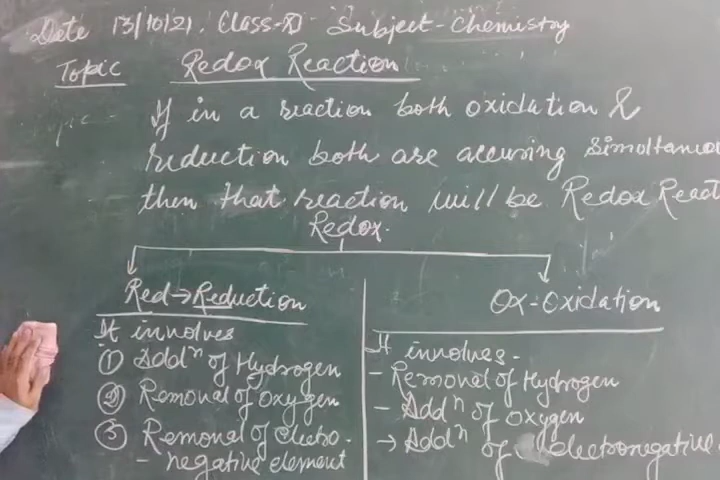 Date 13/10/21. Class-XI Subject-Chemistry
Topic Redox Reaction
If in a reaction both oxidation &
reduction both are accuring Simoltaneo
then that reaction will be Redox React
Redox.
Red→Reduction
It involves
① Addⁿ of Hydrogen
② Removal of Oxygen
③ Removal of electro-
- negative element
Ox-Oxidation
It involves-
- Removal of Hydrogen
- Addⁿ of Oxygen
→ Addⁿ of electronegative